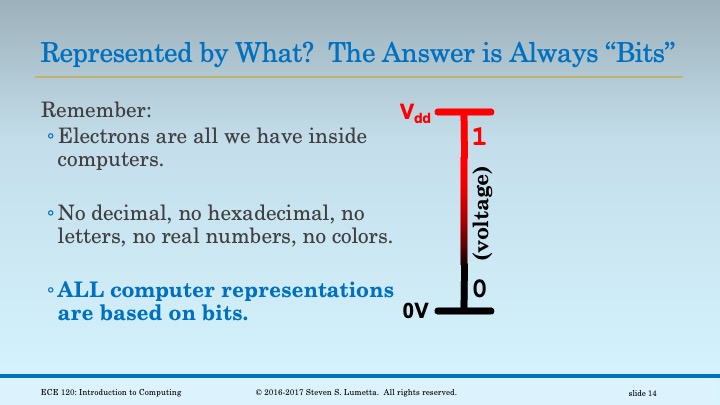 Represented by What?  The Answer is Always “Bits”
Remember:
◦Electrons are all we have inside
computers.
◦No decimal, no hexadecimal, no
letters, no real numbers, no colors.
◦ALL computer representations
are based on bits.
Vdd
1
(voltage)
0
0V
ECE 120: Introduction to Computing
© 2016-2017 Steven S. Lumetta.  All rights reserved.
slide 14